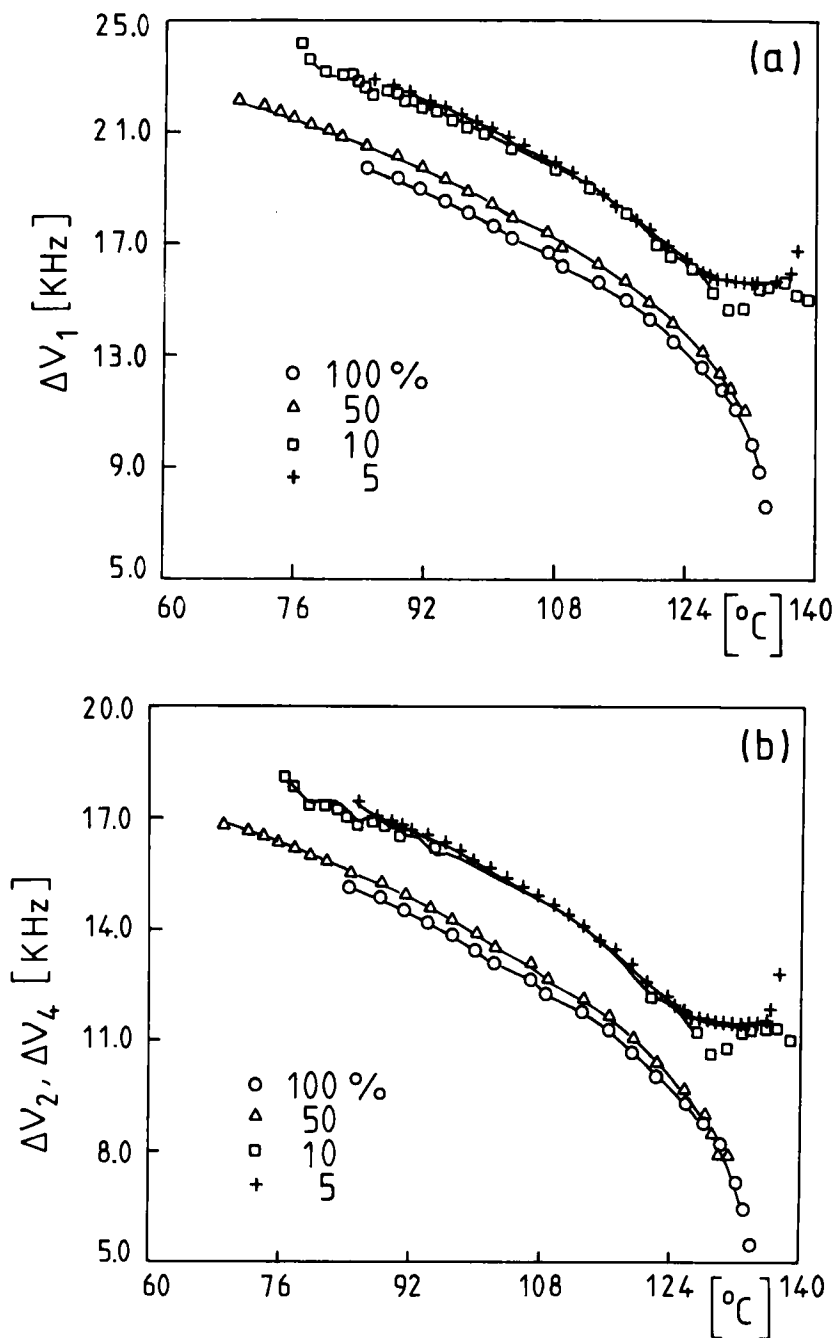 (a)
25.0
21.0
17.0
13.0
9.0
5.0
ΔV₁ [KHz]
○ 100%
△ 50
□ 10
+ 5
60 76 92 108 124 [°C] 140
(b)
20.0
17.0
14.0
11.0
8.0
5.0
ΔV₂, ΔV₄ [KHz]
○ 100%
△ 50
□ 10
+ 5
60 76 92 108 124 140
[°C]